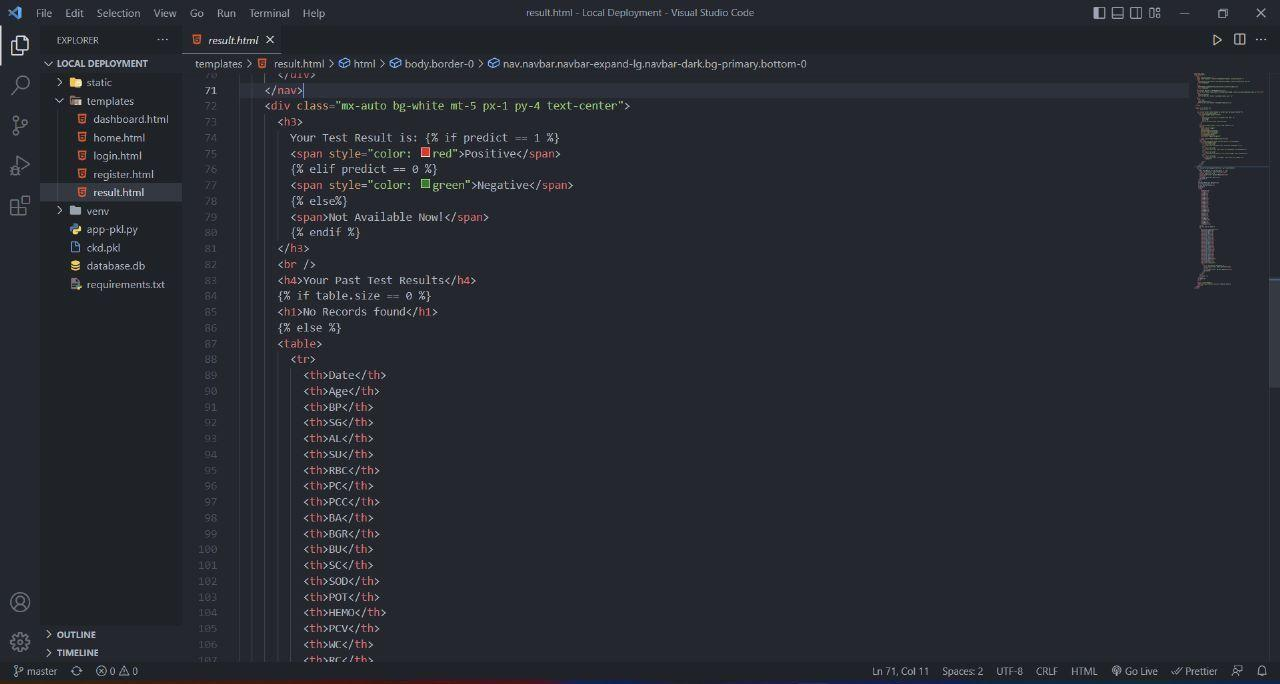 File Edit Selection View Go Run Terminal Help result.html - Local Deployment - Visual Studio Code
EXPLORER ···
LOCAL DEPLOYMENT
static
templates
dashboard.html
home.html
login.html
register.html
result.html
venv
app-pkl.py
ckd.pkl
database.db
requirements.txt
OUTLINE
TIMELINE
result.html
templates > result.html > html > body.border-0 > nav.navbar.navbar-expand-lg.navbar-dark.bg-primary.bottom-0
70 </div>
71 </nav>
72 <div class="mx-auto bg-white mt-5 px-1 py-4 text-center">
73 <h3>
74 Your Test Result is: {% if predict == 1 %}
75 <span style="color: red">Positive</span>
76 {% elif predict == 0 %}
77 <span style="color: green">Negative</span>
78 {% else%}
79 <span>Not Available Now!</span>
80 {% endif %}
81 </h3>
82 <br />
83 <h4>Your Past Test Results</h4>
84 {% if table.size == 0 %}
85 <h1>No Records found</h1>
86 {% else %}
87 <table>
88 <tr>
89 <th>Date</th>
90 <th>Age</th>
91 <th>BP</th>
92 <th>SG</th>
93 <th>AL</th>
94 <th>SU</th>
95 <th>RBC</th>
96 <th>PC</th>
97 <th>PCC</th>
98 <th>BA</th>
99 <th>BGR</th>
100 <th>BU</th>
101 <th>SC</th>
102 <th>SOD</th>
103 <th>POT</th>
104 <th>HEMO</th>
105 <th>PCV</th>
106 <th>WC</th>
107 <th>RC</th>
master 0 0 Ln 71, Col 11 Spaces: 2 UTF-8 CRLF HTML Go Live Prettier